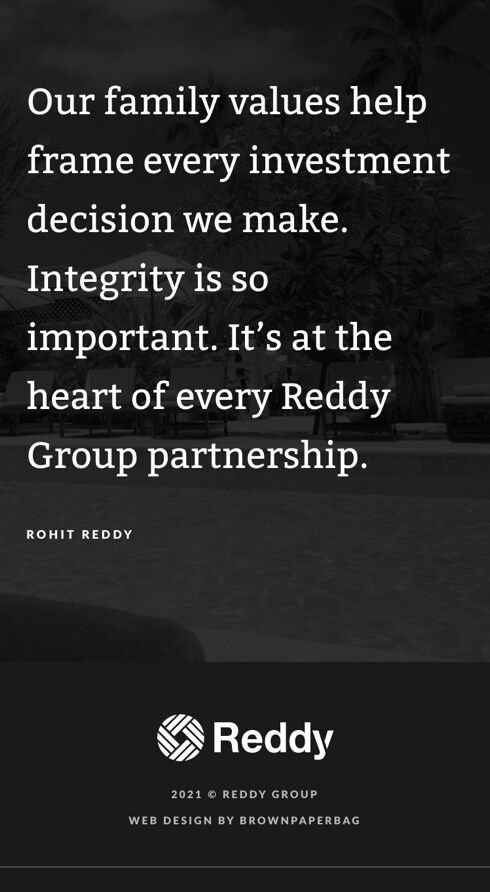 Our family values help
frame every investment
decision we make.
Integrity is so
important. It’s at the
heart of every Reddy
Group partnership.
ROHIT REDDY
Reddy
2021 © REDDY GROUP
WEB DESIGN BY BROWNPAPERBAG